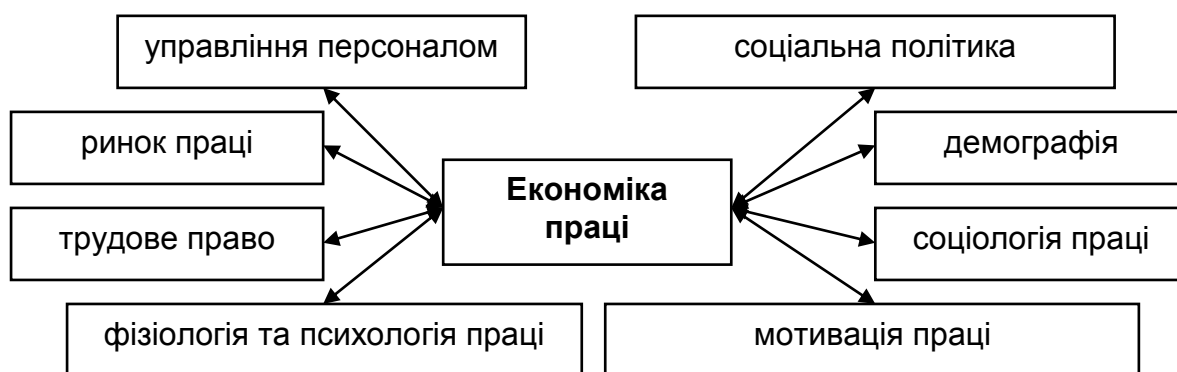 управління персоналом
соціальна політика
ринок праці
демографія
Економіка
праці
трудове право
соціологія праці
фізіологія та психологія праці
мотивація праці